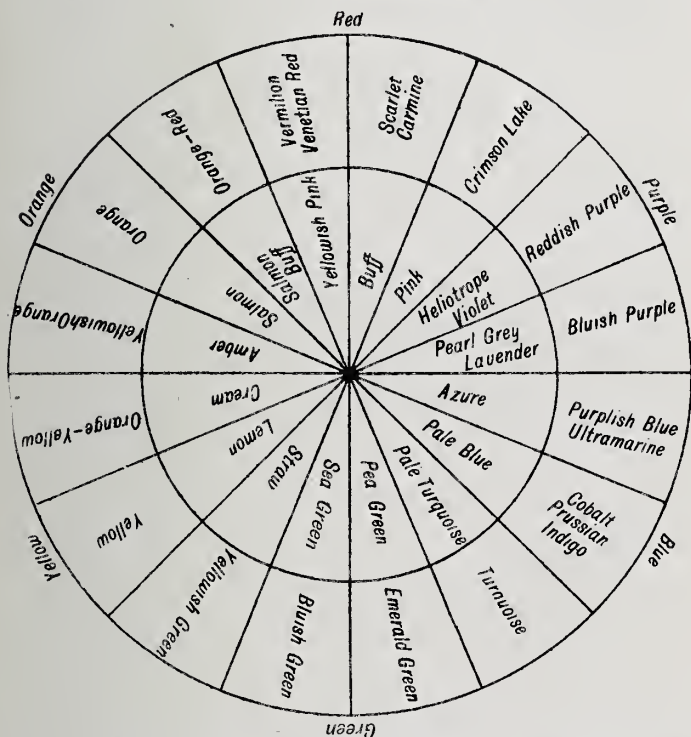 Red
Scarlet
Carmine
Crimson Lake
Purple
Reddish Purple
Bluish Purple
Purplish Blue
Ultramarine
Cobalt
Prussian
Indigo
Blue
Turquoise
Emerald Green
Green
Bluish Green
Yellowish Green
Yellow
Yellow
Orange-Yellow
YellowishOrange
Orange
Orange
Orange-Red
Vermilion
Venetian Red
Buff
Pink
Heliotrope
Violet
Pearl Grey
Lavender
Azure
Pale Blue
Pale Turquoise
Pea Green
Sea Green
Straw
Lemon
Cream
Amber
Salmon
Salmon
Buff
Yellowish Pink